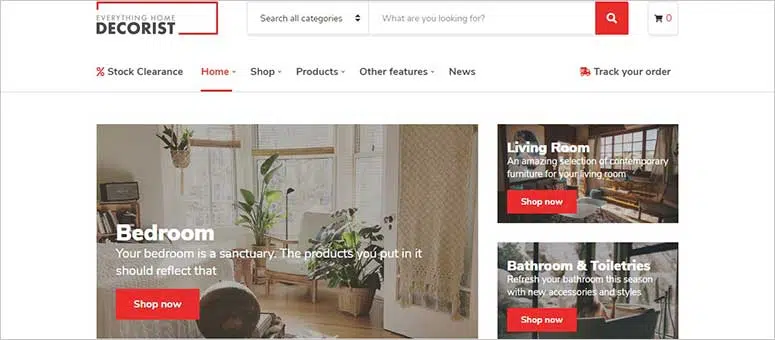 EVERYTHING HOME
DECORIST
Search all categories
What are you looking for?
0
Stock Clearance
Home
Shop
Products
Other features
News
Track your order
Bedroom
Your bedroom is a sanctuary. The products you put in it
should reflect that
Shop now
Living Room
An amazing selection of contemporary
furniture for your living room
Shop now
Bathroom & Toiletries
Refresh your bathroom this season
with new accessories and styles
Shop now